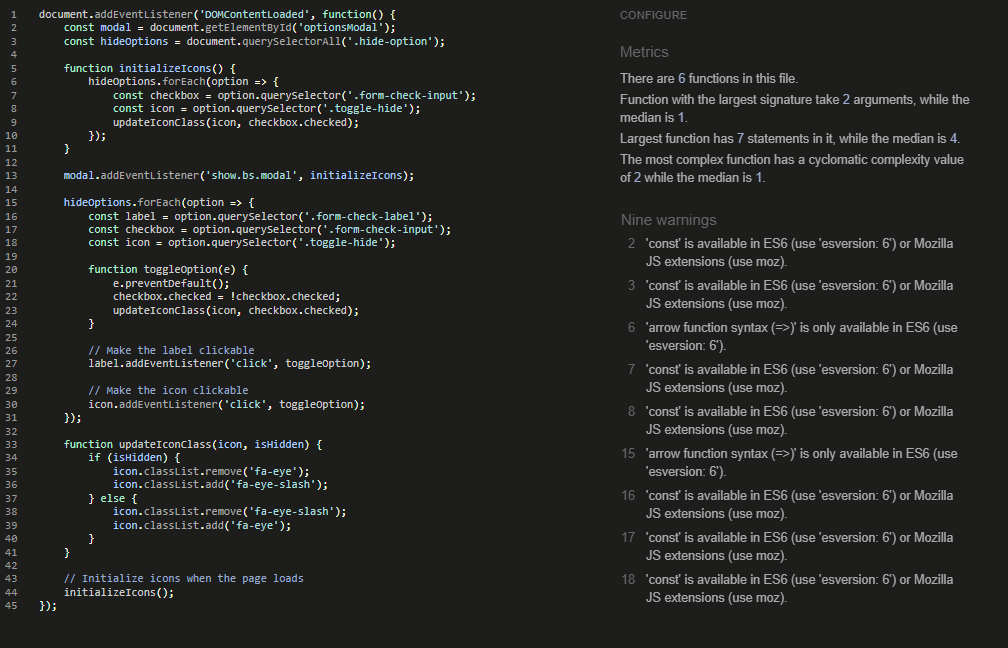 1 document.addEventListener('DOMContentLoaded', function() {
2 const modal = document.getElementById('optionsModal');
3 const hideOptions = document.querySelectorAll('.hide-option');
4
5 function initializeIcons() {
6 hideOptions.forEach(option => {
7 const checkbox = option.querySelector('.form-check-input');
8 const icon = option.querySelector('.toggle-hide');
9 updateIconClass(icon, checkbox.checked);
10 });
11 }
12
13 modal.addEventListener('show.bs.modal', initializeIcons);
14
15 hideOptions.forEach(option => {
16 const label = option.querySelector('.form-check-label');
17 const checkbox = option.querySelector('.form-check-input');
18 const icon = option.querySelector('.toggle-hide');
19
20 function toggleOption(e) {
21 e.preventDefault();
22 checkbox.checked = !checkbox.checked;
23 updateIconClass(icon, checkbox.checked);
24 }
25
26 // Make the label clickable
27 label.addEventListener('click', toggleOption);
28
29 // Make the icon clickable
30 icon.addEventListener('click', toggleOption);
31 });
32
33 function updateIconClass(icon, isHidden) {
34 if (isHidden) {
35 icon.classList.remove('fa-eye');
36 icon.classList.add('fa-eye-slash');
37 } else {
38 icon.classList.remove('fa-eye-slash');
39 icon.classList.add('fa-eye');
40 }
41 }
42
43 // Initialize icons when the page loads
44 initializeIcons();
45 });
CONFIGURE
Metrics
There are 6 functions in this file.
Function with the largest signature take 2 arguments, while the
median is 1.
Largest function has 7 statements in it, while the median is 4.
The most complex function has a cyclomatic complexity value
of 2 while the median is 1.
Nine warnings
2 'const' is available in ES6 (use 'esversion: 6') or Mozilla
JS extensions (use moz).
3 'const' is available in ES6 (use 'esversion: 6') or Mozilla
JS extensions (use moz).
6 'arrow function syntax (=>)' is only available in ES6 (use
'esversion: 6').
7 'const' is available in ES6 (use 'esversion: 6') or Mozilla
JS extensions (use moz).
8 'const' is available in ES6 (use 'esversion: 6') or Mozilla
JS extensions (use moz).
15 'arrow function syntax (=>)' is only available in ES6 (use
'esversion: 6').
16 'const' is available in ES6 (use 'esversion: 6') or Mozilla
JS extensions (use moz).
17 'const' is available in ES6 (use 'esversion: 6') or Mozilla
JS extensions (use moz).
18 'const' is available in ES6 (use 'esversion: 6') or Mozilla
JS extensions (use moz).